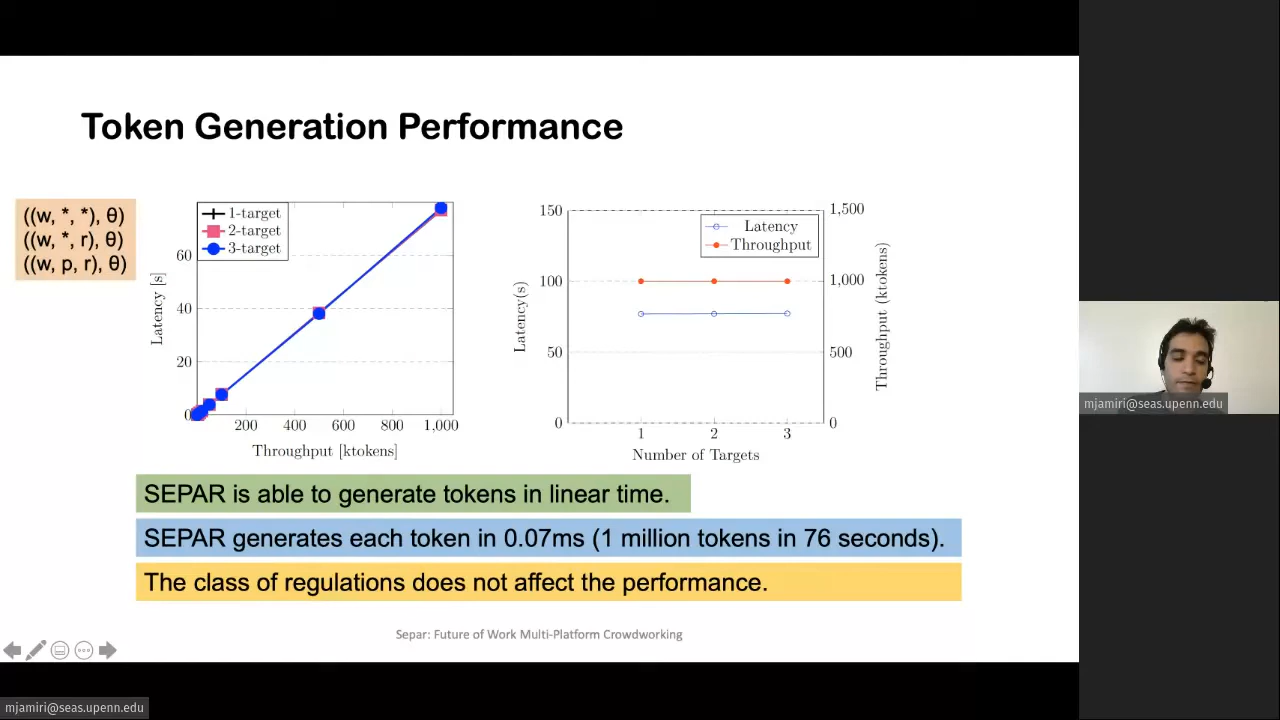 Token Generation Performance
((w, *, *), θ)
((w, *, r), θ)
((w, p, r), θ)
1-target
2-target
3-target
60
40
20
0
Latency [s]
200 400 600 800 1,000
Throughput [ktokens]
150
100
50
0
Latency(s)
Latency
Throughput
1,500
1,000
500
0
Throughput (ktokens)
1 2 3
Number of Targets
SEPAR is able to generate tokens in linear time.
SEPAR generates each token in 0.07ms (1 million tokens in 76 seconds).
The class of regulations does not affect the performance.
Separ: Future of Work Multi-Platform Crowdworking
mjamiri@seas.upenn.edu
mjamiri@seas.upenn.edu